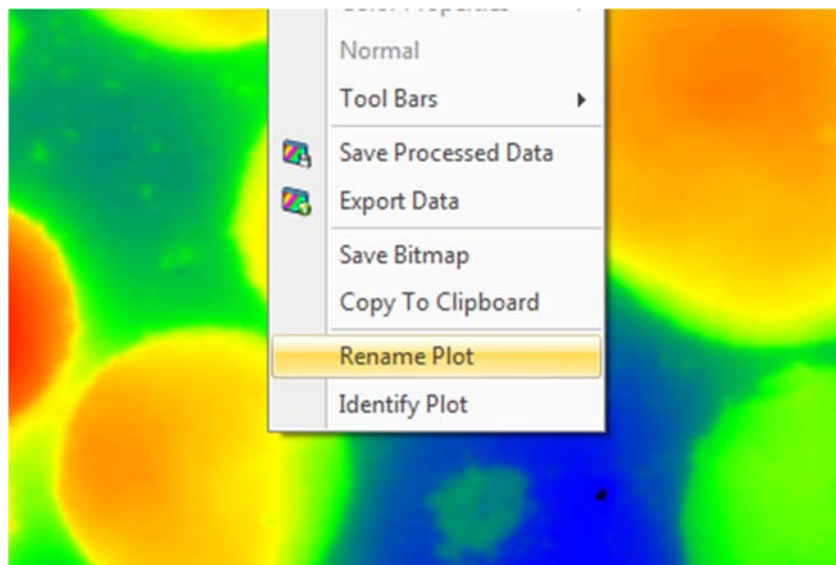 Normal
Tool Bars
Save Processed Data
Export Data
Save Bitmap
Copy To Clipboard
Rename Plot
Identify Plot